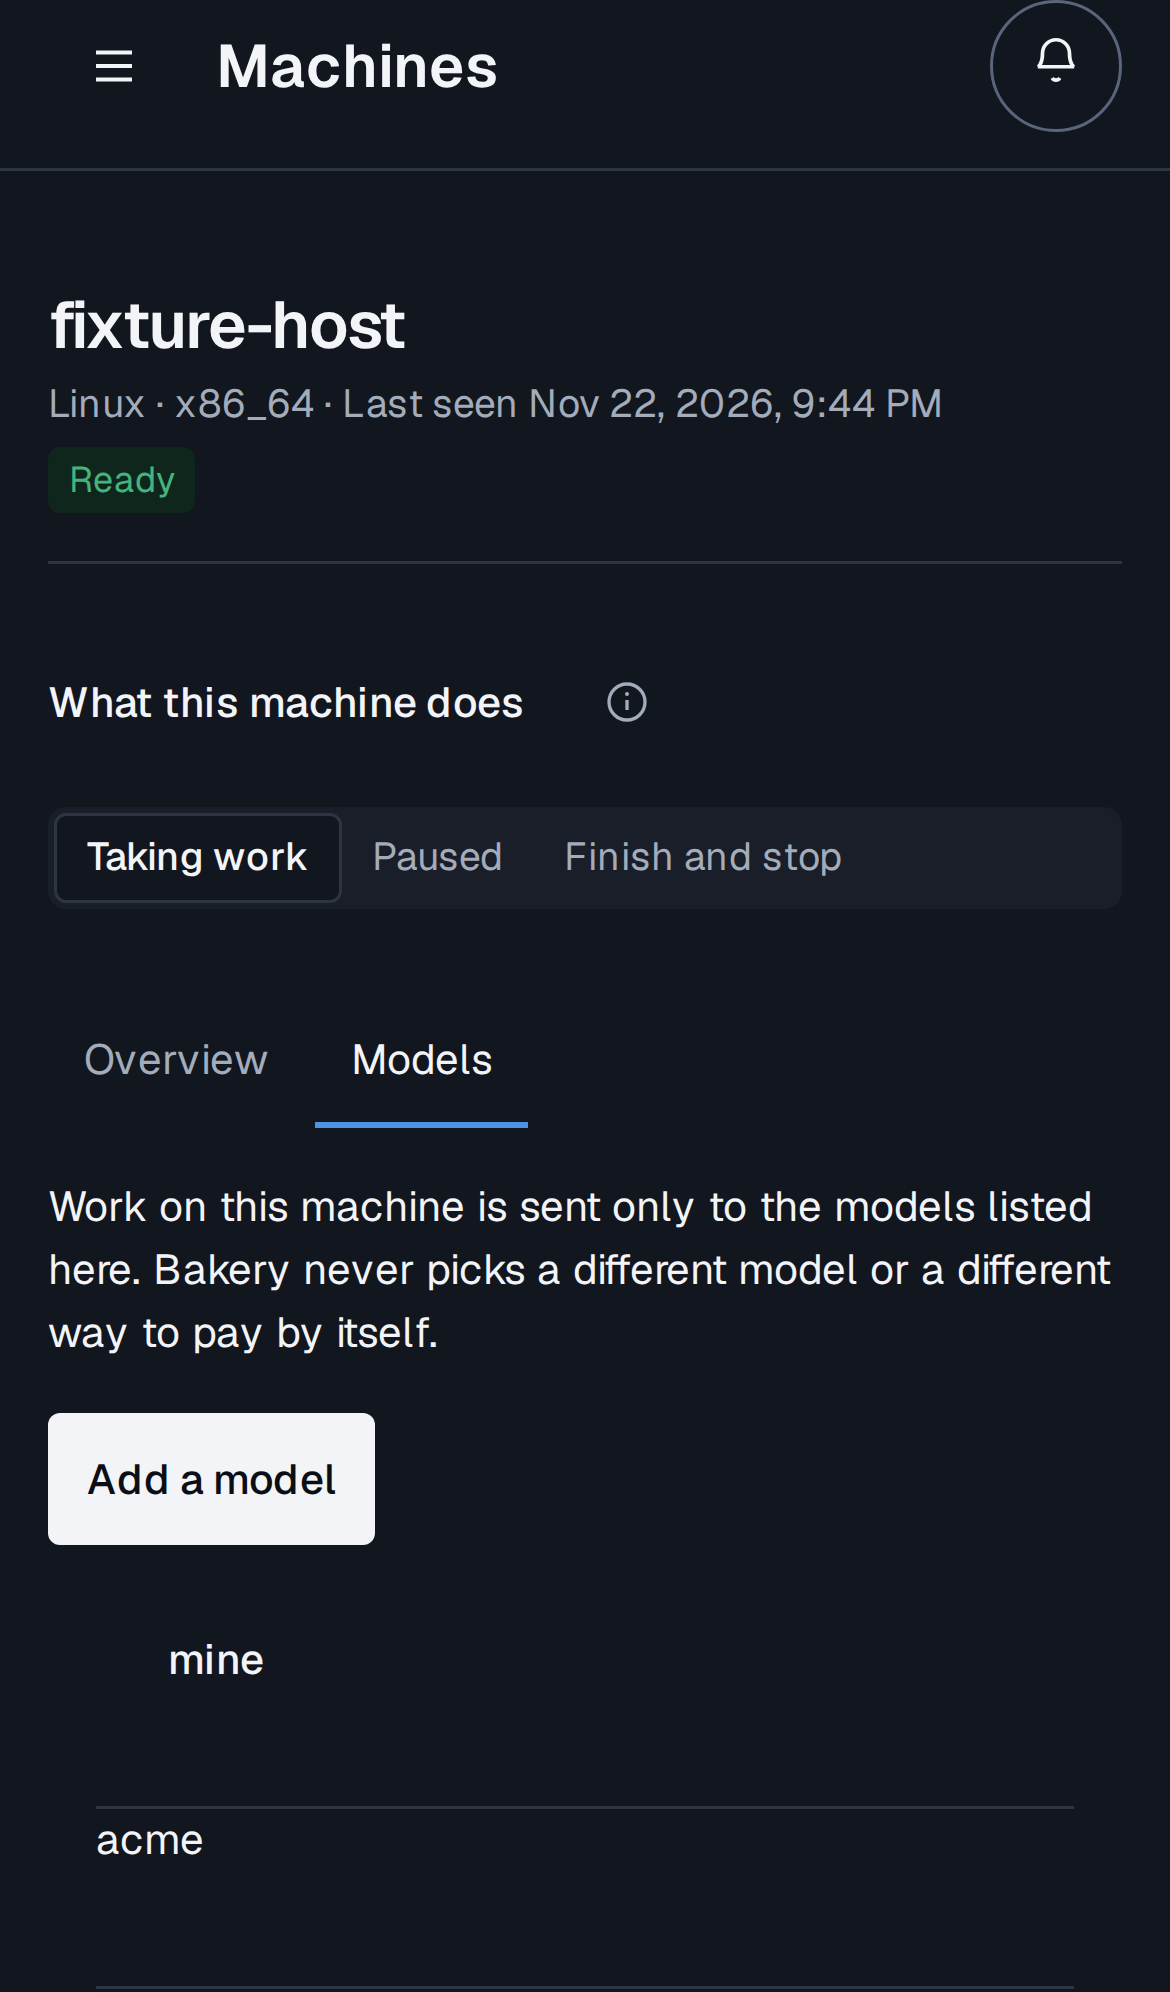 Machines
fixture-host
Linux · x86_64 · Last seen Nov 22, 2026, 9:44 PM
Ready
What this machine does
Taking work Paused Finish and stop
Overview Models
Work on this machine is sent only to the models listed
here. Bakery never picks a different model or a different
way to pay by itself.
Add a model
mine
acme